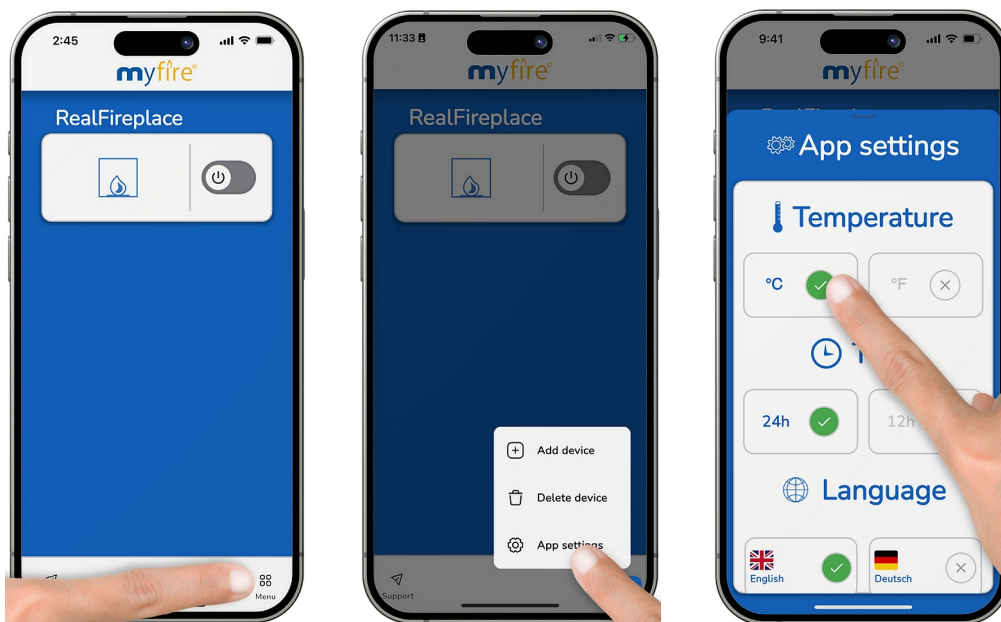 2:45
myfire®
RealFireplace
Menu
11:33
myfire®
RealFireplace
Add device
Delete device
App settings
Support
9:41
myfire®
App settings
Temperature
°C
°F
24h
12h
Language
English
Deutsch